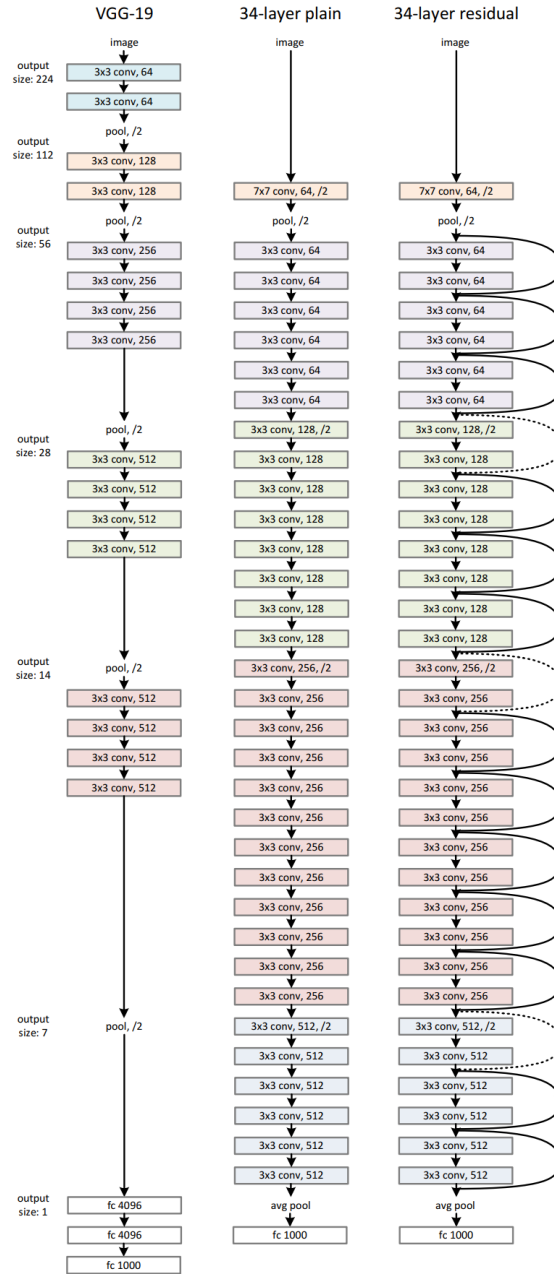 output
size: 224
output
size: 112
output
size: 56
output
size: 28
output
size: 14
output
size: 7
output
size: 1
VGG-19
image
3x3 conv, 64
3x3 conv, 64
pool, /2
3x3 conv, 128
3x3 conv, 128
pool, /2
3x3 conv, 256
3x3 conv, 256
3x3 conv, 256
3x3 conv, 256
pool, /2
3x3 conv, 512
3x3 conv, 512
3x3 conv, 512
3x3 conv, 512
pool, /2
3x3 conv, 512
3x3 conv, 512
3x3 conv, 512
3x3 conv, 512
pool, /2
fc 4096
fc 4096
fc 1000
34-layer plain
image
7x7 conv, 64, /2
pool, /2
3x3 conv, 64
3x3 conv, 64
3x3 conv, 64
3x3 conv, 64
3x3 conv, 64
3x3 conv, 64
3x3 conv, 128, /2
3x3 conv, 128
3x3 conv, 128
3x3 conv, 128
3x3 conv, 128
3x3 conv, 128
3x3 conv, 128
3x3 conv, 128
3x3 conv, 256, /2
3x3 conv, 256
3x3 conv, 256
3x3 conv, 256
3x3 conv, 256
3x3 conv, 256
3x3 conv, 256
3x3 conv, 256
3x3 conv, 256
3x3 conv, 256
3x3 conv, 256
3x3 conv, 256
3x3 conv, 512, /2
3x3 conv, 512
3x3 conv, 512
3x3 conv, 512
3x3 conv, 512
3x3 conv, 512
avg pool
fc 1000
34-layer residual
image
7x7 conv, 64, /2
pool, /2
3x3 conv, 64
3x3 conv, 64
3x3 conv, 64
3x3 conv, 64
3x3 conv, 64
3x3 conv, 64
3x3 conv, 128, /2
3x3 conv, 128
3x3 conv, 128
3x3 conv, 128
3x3 conv, 128
3x3 conv, 128
3x3 conv, 128
3x3 conv, 128
3x3 conv, 256, /2
3x3 conv, 256
3x3 conv, 256
3x3 conv, 256
3x3 conv, 256
3x3 conv, 256
3x3 conv, 256
3x3 conv, 256
3x3 conv, 256
3x3 conv, 256
3x3 conv, 256
3x3 conv, 256
3x3 conv, 512, /2
3x3 conv, 512
3x3 conv, 512
3x3 conv, 512
3x3 conv, 512
3x3 conv, 512
avg pool
fc 1000